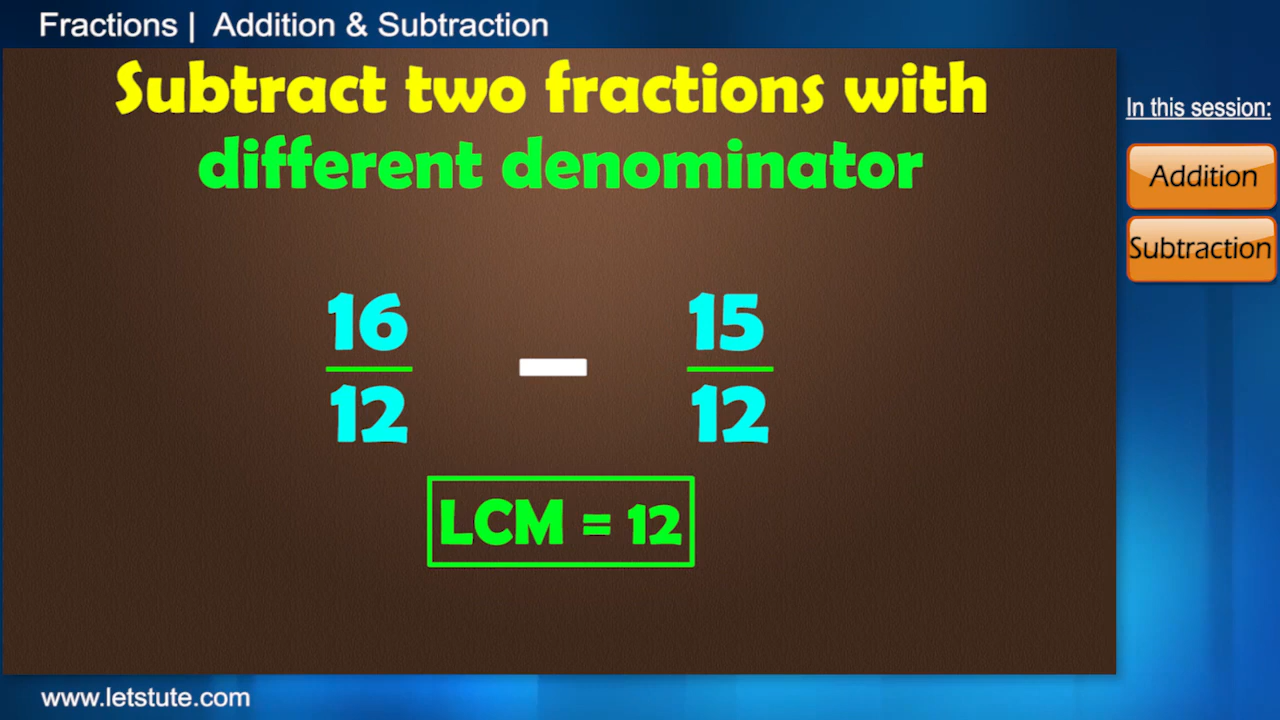 Fractions | Addition & Subtraction
Subtract two fractions with
different denominator
In this session:
Addition
Subtraction
16 – 15
12 12
LCM = 12
www.letstute.com